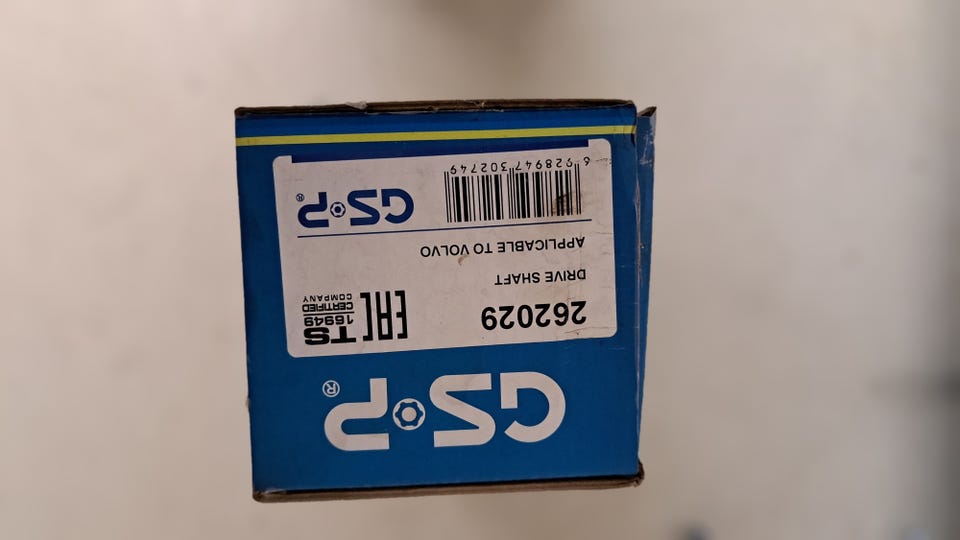 GSP®
262029
EAC
TS
16949
CERTIFIED
COMPANY
DRIVE SHAFT
APPLICABLE TO VOLVO
6 928947 302749
GSP®